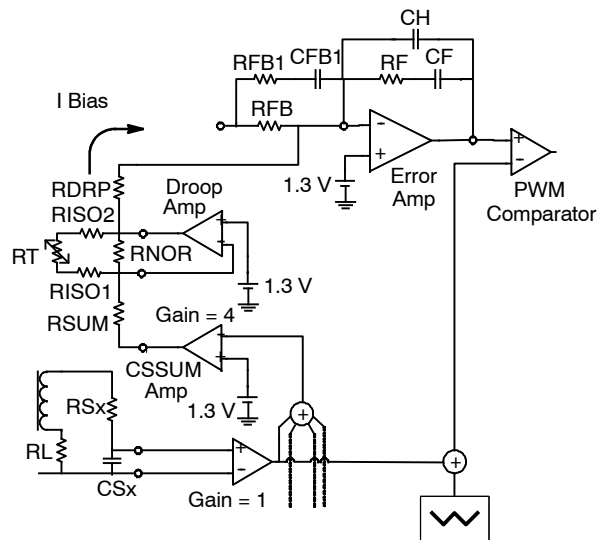 CH
RFB1
CFB1
RF
CF
I Bias
RFB
-
+
1.3 V
Error
Amp
+
-
PWM
Comparator
RDRP
Droop
Amp
RISO2
RT
RNOR
RISO1
1.3 V
RSUM
Gain = 4
CSSUM
Amp
1.3 V
RSx
RL
CSx
+
-
Gain = 1
+
+